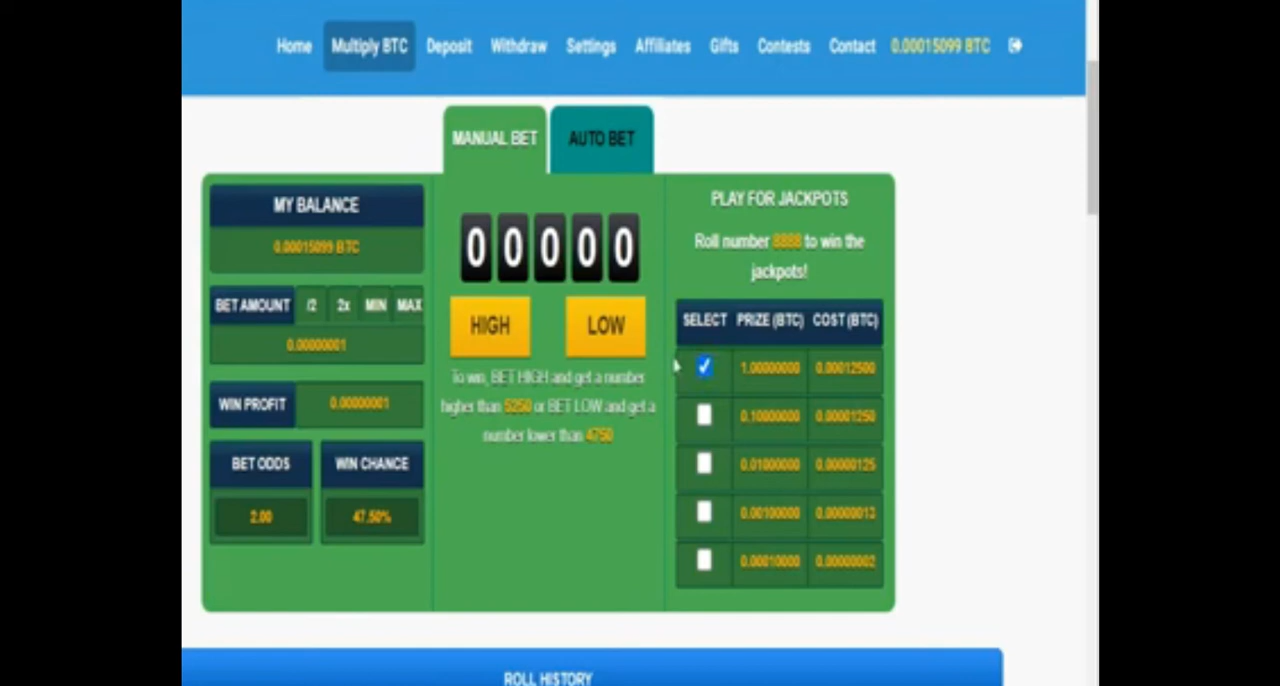 Home Multiply BTC Deposit Withdraw Settings Affiliates Gifts Contests Contact 0.00015099 BTC
MANUAL BET AUTO BET
MY BALANCE
0.00015099 BTC
BET AMOUNT /2 2x MIN MAX
0.00000001
WIN PROFIT 0.00000001
BET ODDS WIN CHANCE
2.00 47.50%
0 0 0 0 0
HIGH LOW
To win, BET HIGH and get a number
higher than 5250 or BET LOW and get a
number lower than 4750
PLAY FOR JACKPOTS
Roll number 8888 to win the
jackpots!
SELECT PRIZE (BTC) COST (BTC)
1.00000000 0.00012500
0.10000000 0.00001250
0.01000000 0.00000125
0.00100000 0.00000013
0.00010000 0.00000002
ROLL HISTORY